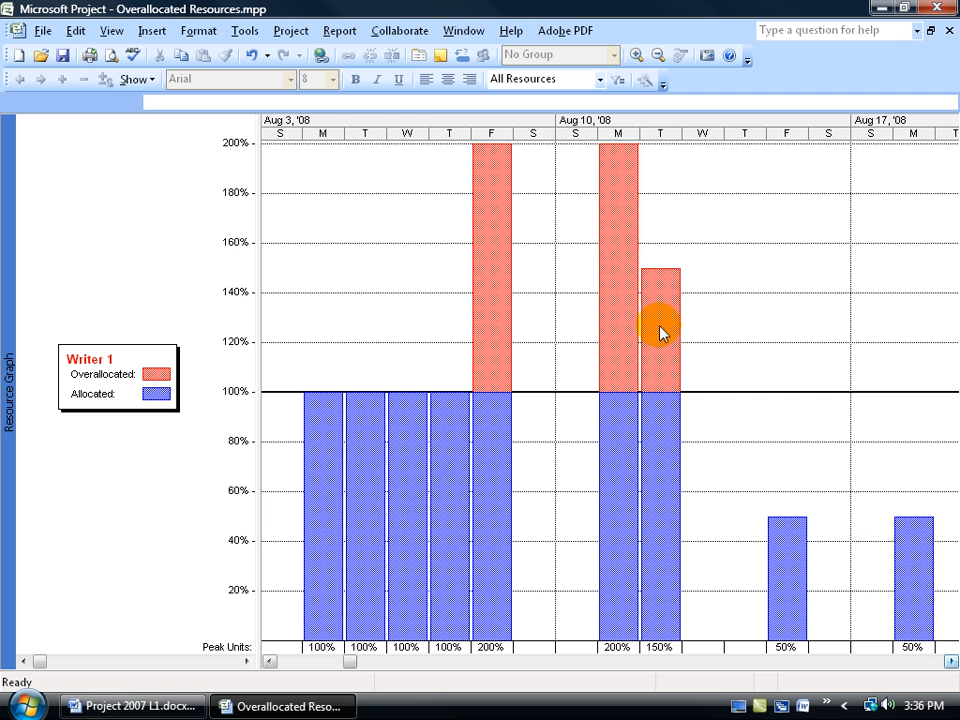 Microsoft Project - Overallocated Resources.mpp
File Edit View Insert Format Tools Project Report Collaborate Window Help Adobe PDF Type a question for help
No Group
Show Arial 8 B I U All Resources
Aug 3, '08 Aug 10, '08 Aug 17, '08
S M T W T F S S M T W T F S S M T
200%
180%
160%
140%
120%
Writer 1
Overallocated:
Allocated:
Resource Graph
100%
80%
60%
40%
20%
Peak Units: 100% 100% 100% 100% 200% 200% 150% 50% 50%
Ready
Project 2007 L1.docx... Overallocated Reso... 3:36 PM